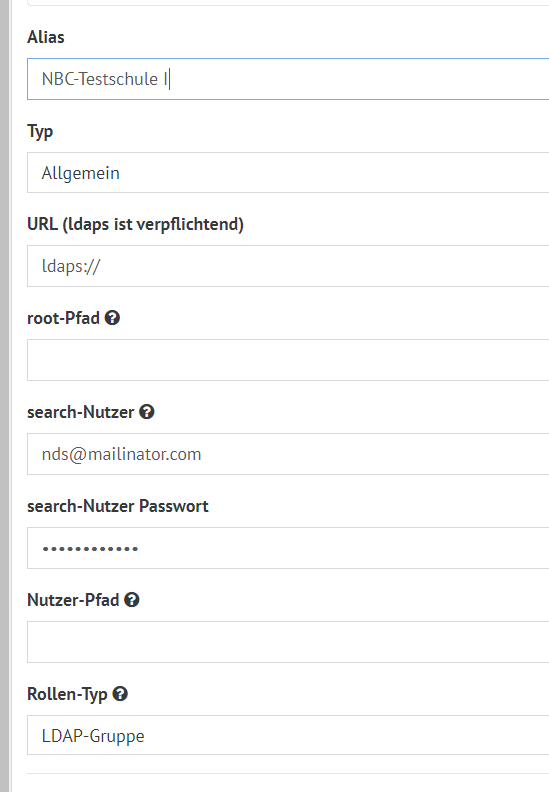 Alias
NBC-Testschule I
Typ
Allgemein
URL (ldaps ist verpflichtend)
ldaps://
root-Pfad ?
search-Nutzer ?
nds@mailinator.com
search-Nutzer Passwort
••••••••••••
Nutzer-Pfad ?
Rollen-Typ ?
LDAP-Gruppe